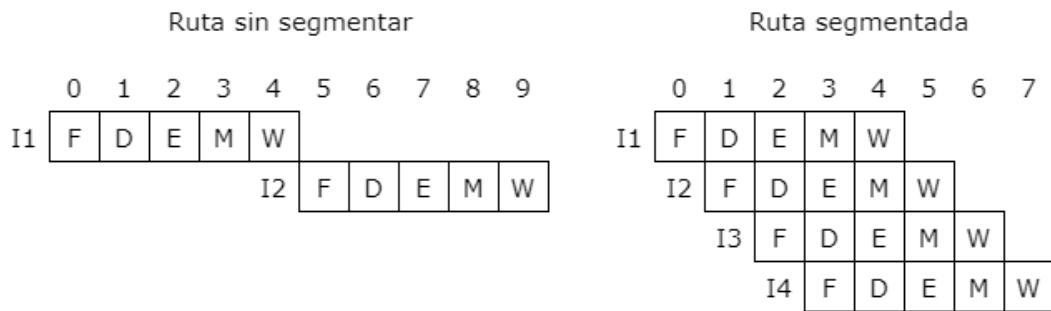 Ruta sin segmentar
0 1 2 3 4 5 6 7 8 9
I1 F D E M W
I2 F D E M W
Ruta segmentada
0 1 2 3 4 5 6 7
I1 F D E M W
I2 F D E M W
I3 F D E M W
I4 F D E M W